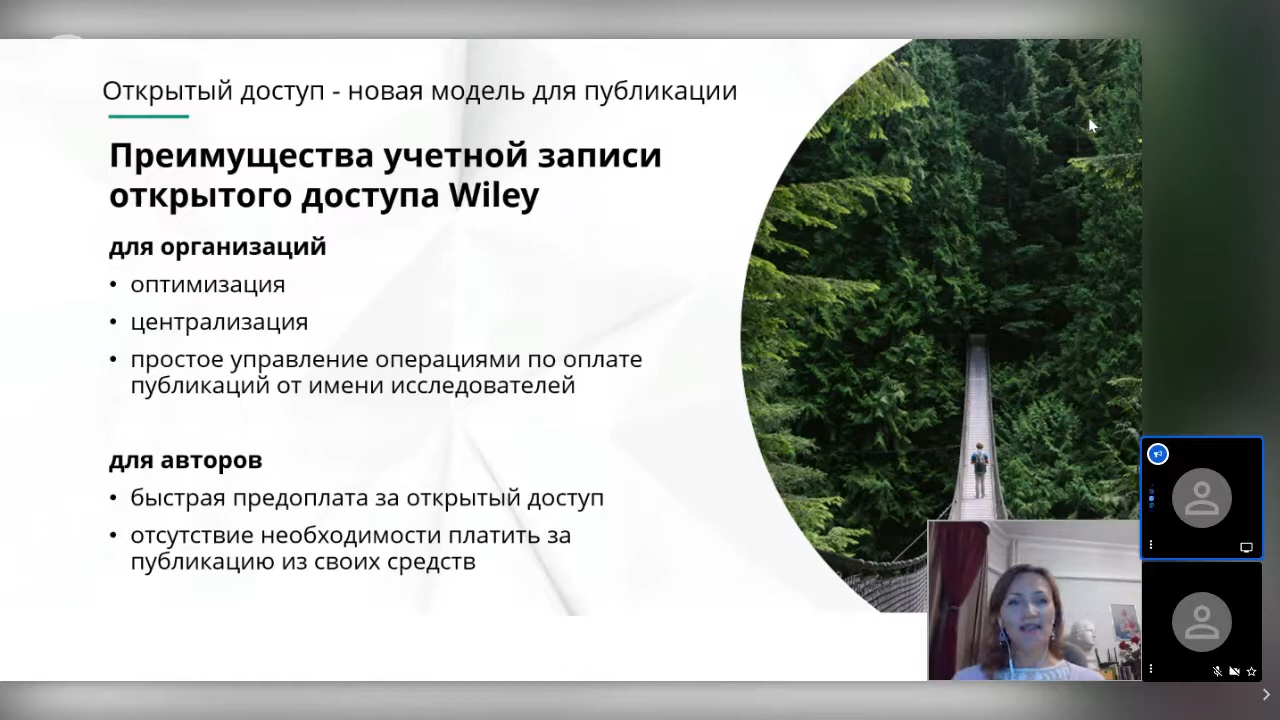 Открытый доступ - новая модель для публикации
Преимущества учетной записи
открытого доступа Wiley
для организаций
• оптимизация
• централизация
• простое управление операциями по оплате
публикаций от имени исследователей
для авторов
• быстрая предоплата за открытый доступ
• отсутствие необходимости платить за
публикацию из своих средств